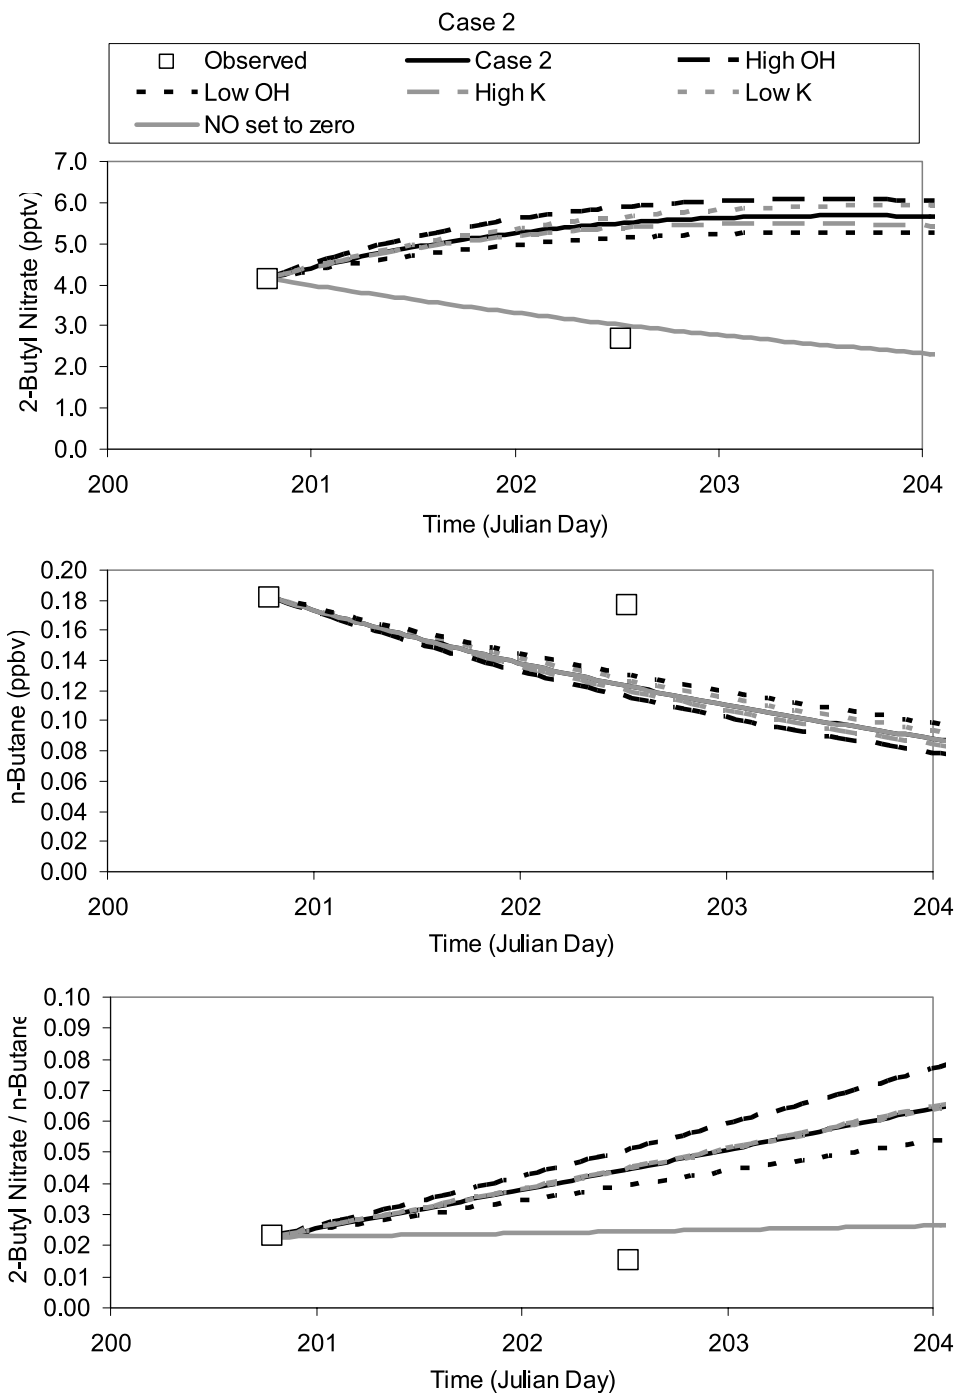 Case 2
Observed Case 2 High OH
Low OH High K Low K
NO set to zero
2-Butyl Nitrate (pptv)
7.0
6.0
5.0
4.0
3.0
2.0
1.0
0.0
200 201 202 203 204
Time (Julian Day)
n-Butane (ppbv)
0.20
0.18
0.16
0.14
0.12
0.10
0.08
0.06
0.04
0.02
0.00
200 201 202 203 204
Time (Julian Day)
2-Butyl Nitrate / n-Butane
0.10
0.09
0.08
0.07
0.06
0.05
0.04
0.03
0.02
0.01
0.00
200 201 202 203 204
Time (Julian Day)